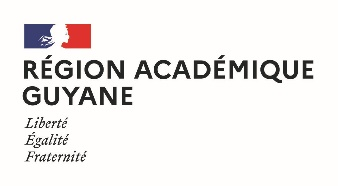 RÉGION ACADÉMIQUE
GUYANE
Liberté
Égalité
Fraternité